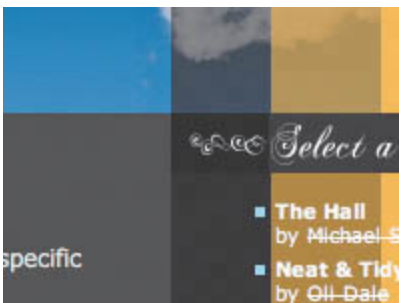 Select a
The Hall
by Michael S
specific
Neat & Tidy
by Oli Dale